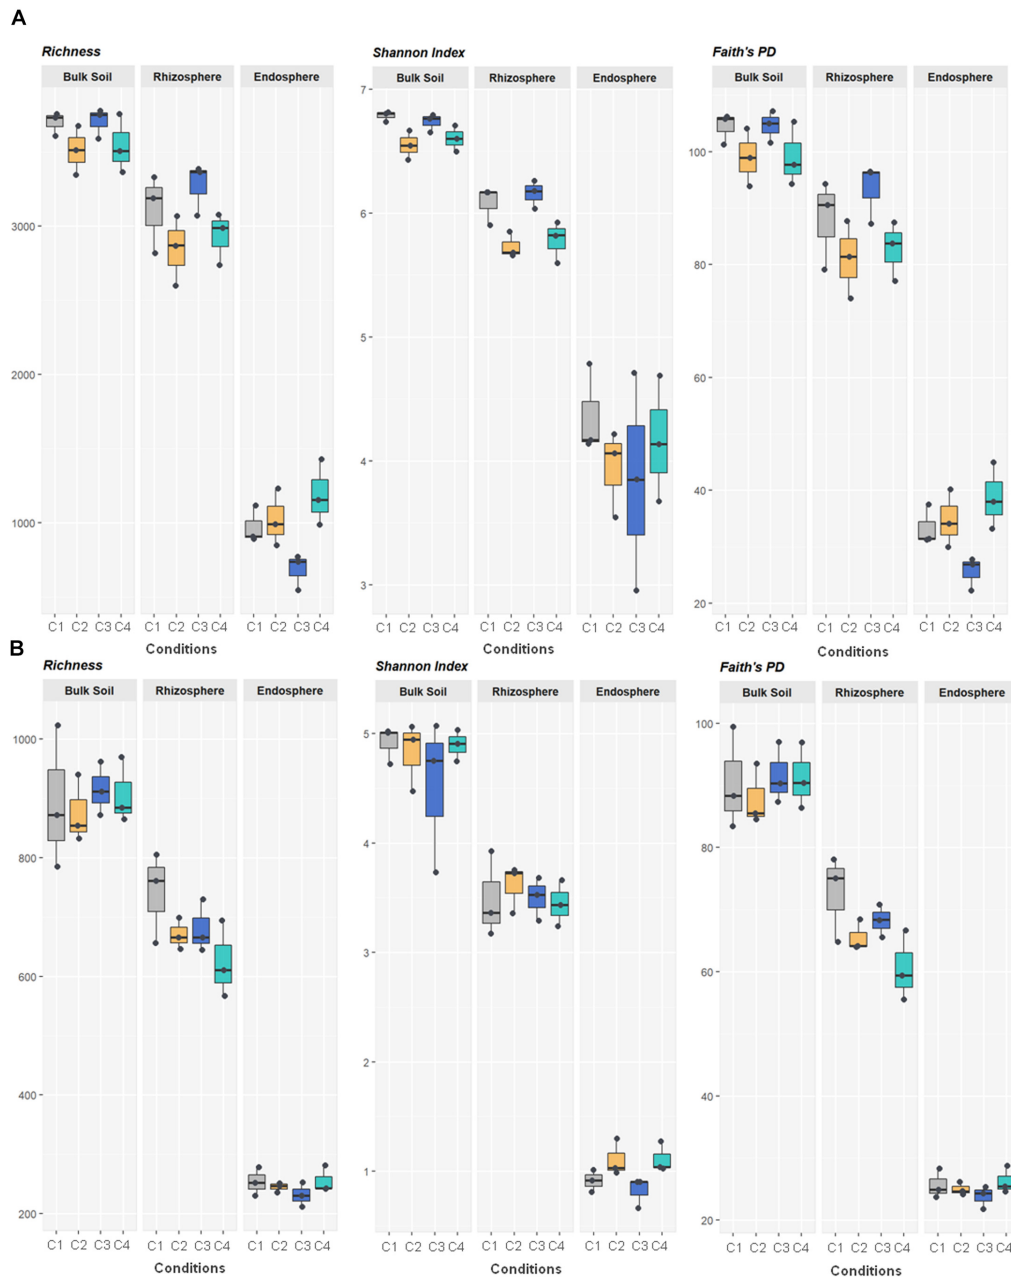 A
Richness
Bulk Soil Rhizosphere Endosphere
3000
2000
1000
C1 C2 C3 C4 C1 C2 C3 C4 C1 C2 C3 C4
Conditions
Shannon Index
Bulk Soil Rhizosphere Endosphere
7
6
5
4
3
C1 C2 C3 C4 C1 C2 C3 C4 C1 C2 C3 C4
Conditions
Faith's PD
Bulk Soil Rhizosphere Endosphere
100
80
60
40
20
C1 C2 C3 C4 C1 C2 C3 C4 C1 C2 C3 C4
Conditions
B
Richness
Bulk Soil Rhizosphere Endosphere
1000
800
600
400
200
C1 C2 C3 C4 C1 C2 C3 C4 C1 C2 C3 C4
Conditions
Shannon Index
Bulk Soil Rhizosphere Endosphere
5
4
3
2
1
C1 C2 C3 C4 C1 C2 C3 C4 C1 C2 C3 C4
Conditions
Faith's PD
Bulk Soil Rhizosphere Endosphere
100
80
60
40
20
C1 C2 C3 C4 C1 C2 C3 C4 C1 C2 C3 C4
Conditions